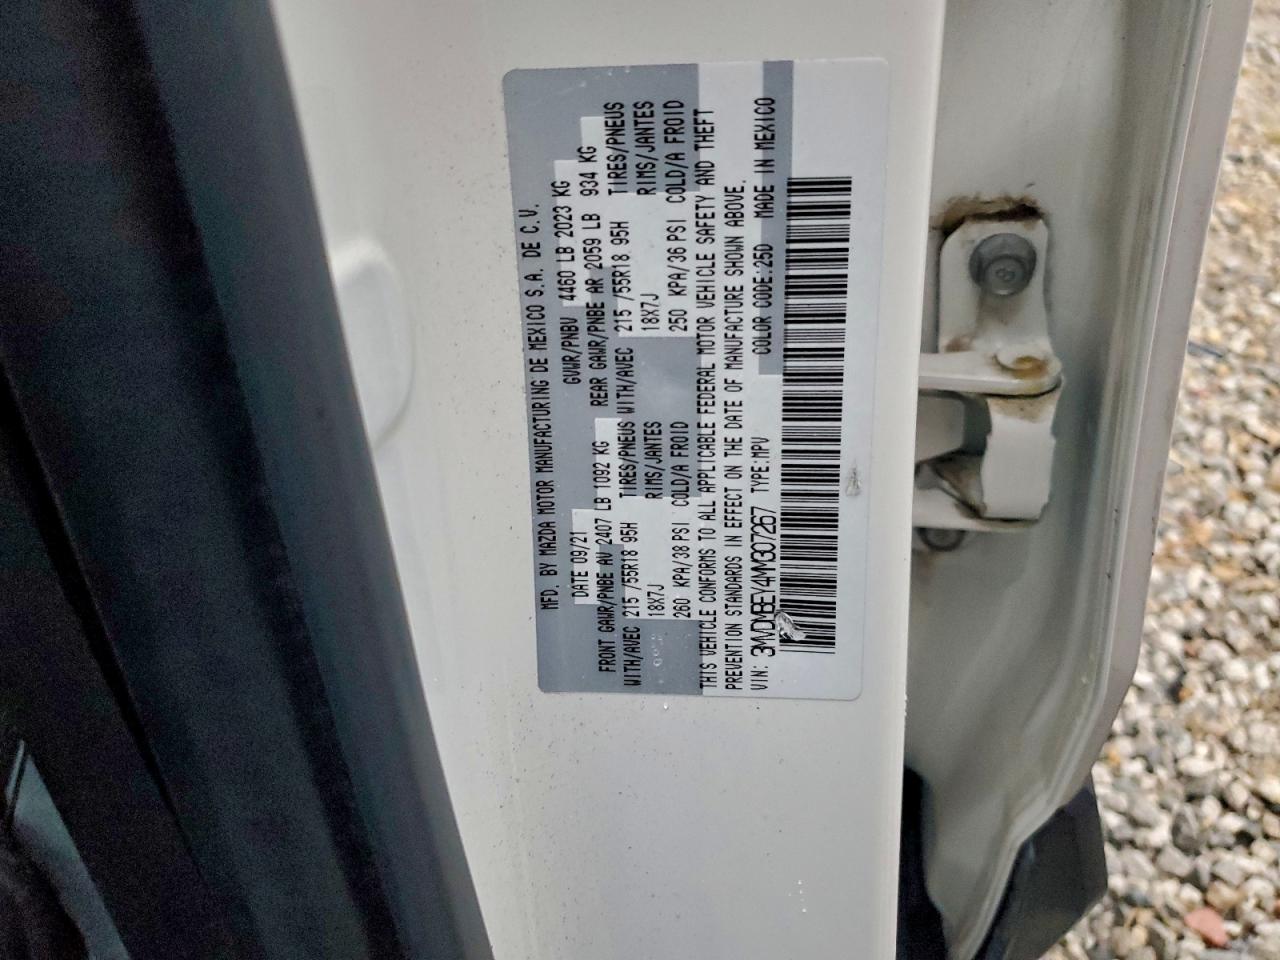 MFD. BY MAZDA MOTOR MANUFACTURING DE MEXICO S.A. DE C.V.
DATE 09/21 GVWR/PNBV 4460 LB 2023 KG
FRONT GAWR/PNBE AV 2407 LB 1092 KG REAR GAWR/PNBE AR 2059 LB 934 KG
WITH/AVEC 215 /55R18 95H TIRES/PNEUS WITH/AVEC 215 /55R18 95H TIRES/PNEUS
18X7J RIMS/JANTES 18X7J RIMS/JANTES
260 KPA/38 PSI COLD/A FROID 250 KPA/36 PSI COLD/A FROID
THIS VEHICLE CONFORMS TO ALL APPLICABLE FEDERAL MOTOR VEHICLE SAFETY AND THEFT
PREVENTION STANDARDS IN EFFECT ON THE DATE OF MANUFACTURE SHOWN ABOVE.
VIN: 3MVDMBEY4MM307267 TYPE:MPV COLOR CODE:25D MADE IN MEXICO